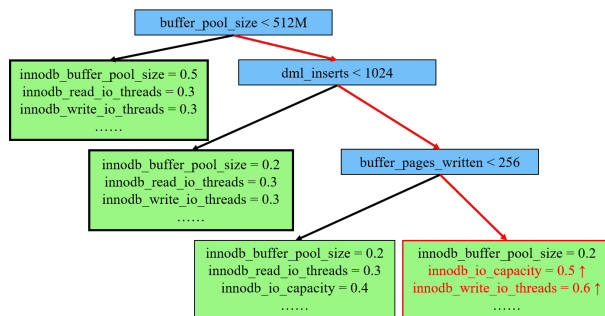 buffer_pool_size < 512M
innodb_buffer_pool_size = 0.5
innodb_read_io_threads = 0.3
innodb_write_io_threads = 0.3
……
dml_inserts < 1024
innodb_buffer_pool_size = 0.2
innodb_read_io_threads = 0.3
innodb_write_io_threads = 0.3
……
buffer_pages_written < 256
innodb_buffer_pool_size = 0.2
innodb_read_io_threads = 0.3
innodb_io_capacity = 0.4
……
innodb_buffer_pool_size = 0.2
innodb_io_capacity = 0.5 ↑
innodb_write_io_threads = 0.6 ↑
……